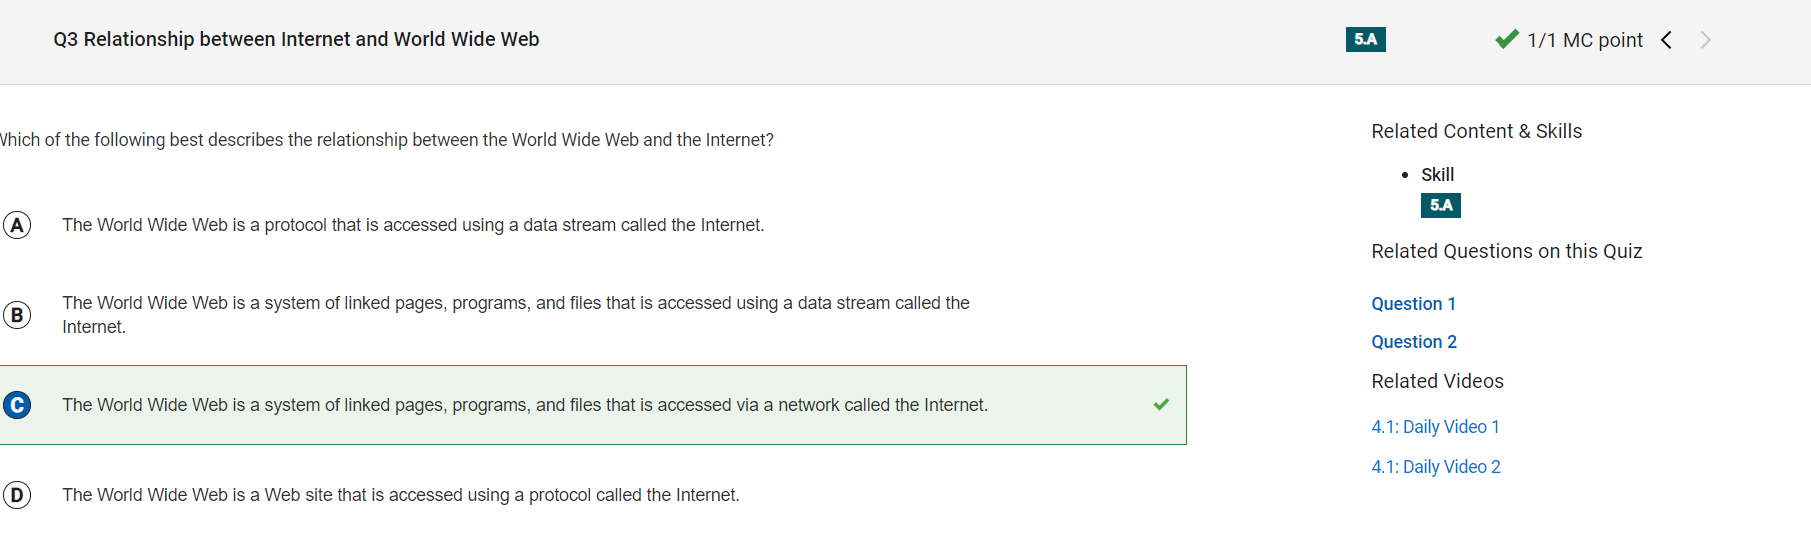 Q3 Relationship between Internet and World Wide Web
5.A
1/1 MC point
Which of the following best describes the relationship between the World Wide Web and the Internet?
A The World Wide Web is a protocol that is accessed using a data stream called the Internet.
B The World Wide Web is a system of linked pages, programs, and files that is accessed using a data stream called the
Internet.
C The World Wide Web is a system of linked pages, programs, and files that is accessed via a network called the Internet.
D The World Wide Web is a Web site that is accessed using a protocol called the Internet.
Related Content & Skills
• Skill
5.A
Related Questions on this Quiz
Question 1
Question 2
Related Videos
4.1: Daily Video 1
4.1: Daily Video 2